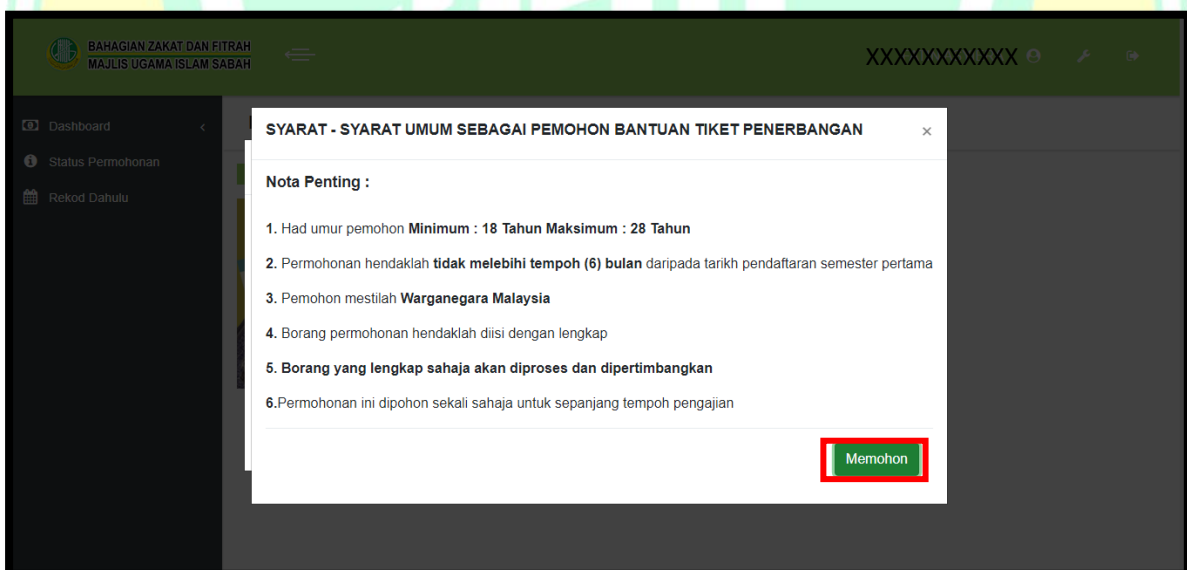 BAHAGIAN ZAKAT DAN FITRAH
MAJLIS UGAMA ISLAM SABAH
XXXXXXXXXXX
Dashboard
Status Permohonan
Rekod Dahulu
SYARAT - SYARAT UMUM SEBAGAI PEMOHON BANTUAN TIKET PENERBANGAN ×
Nota Penting :
1. Had umur pemohon Minimum : 18 Tahun Maksimum : 28 Tahun
2. Permohonan hendaklah tidak melebihi tempoh (6) bulan daripada tarikh pendaftaran semester pertama
3. Pemohon mestilah Warganegara Malaysia
4. Borang permohonan hendaklah diisi dengan lengkap
5. Borang yang lengkap sahaja akan diproses dan dipertimbangkan
6.Permohonan ini dipohon sekali sahaja untuk sepanjang tempoh pengajian
Memohon